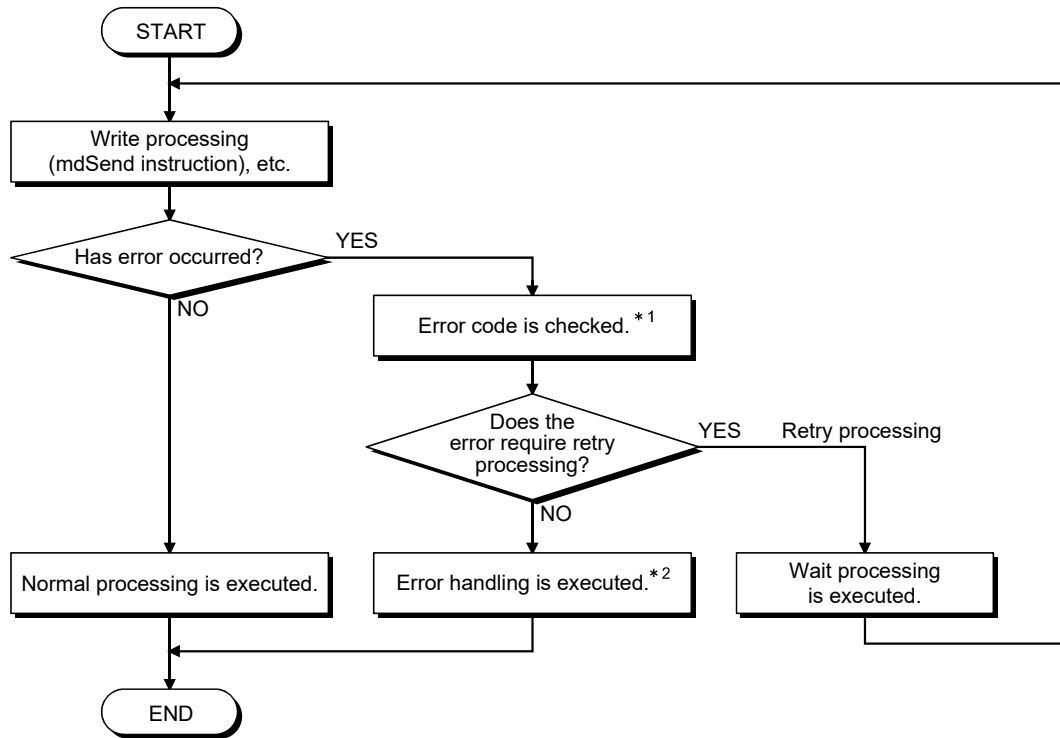 START
Write processing
(mdSend instruction), etc.
Has error occurred?
YES
NO
Error code is checked. *1
Does the
error require retry
processing?
YES
Retry processing
NO
Normal processing is executed.
Error handling is executed. *2
Wait processing
is executed.
END